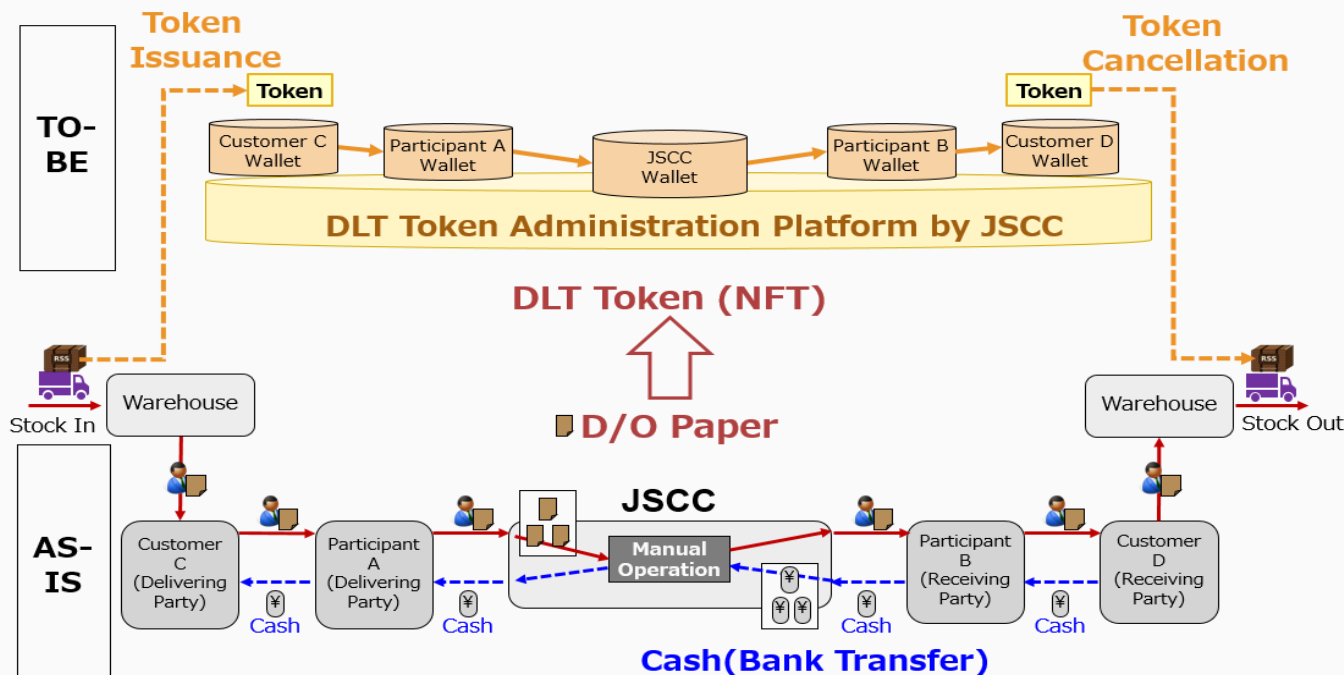 Token
Issuance
Token
Cancellation
Token
Token
TO-
BE
Customer C
Wallet
Participant A
Wallet
JSCC
Wallet
Participant B
Wallet
Customer D
Wallet
DLT Token Administration Platform by JSCC
DLT Token (NFT)
RSS
RSS
Stock In
Warehouse
D/O Paper
Warehouse
Stock Out
AS-
IS
JSCC
Customer
C
(Delivering
Party)
Participant
A
(Delivering
Party)
Manual
Operation
Participant
B
(Receiving
Party)
Customer
D
(Receiving
Party)
¥
¥
¥
¥ ¥
¥
¥
Cash
Cash
Cash
Cash
Cash(Bank Transfer)